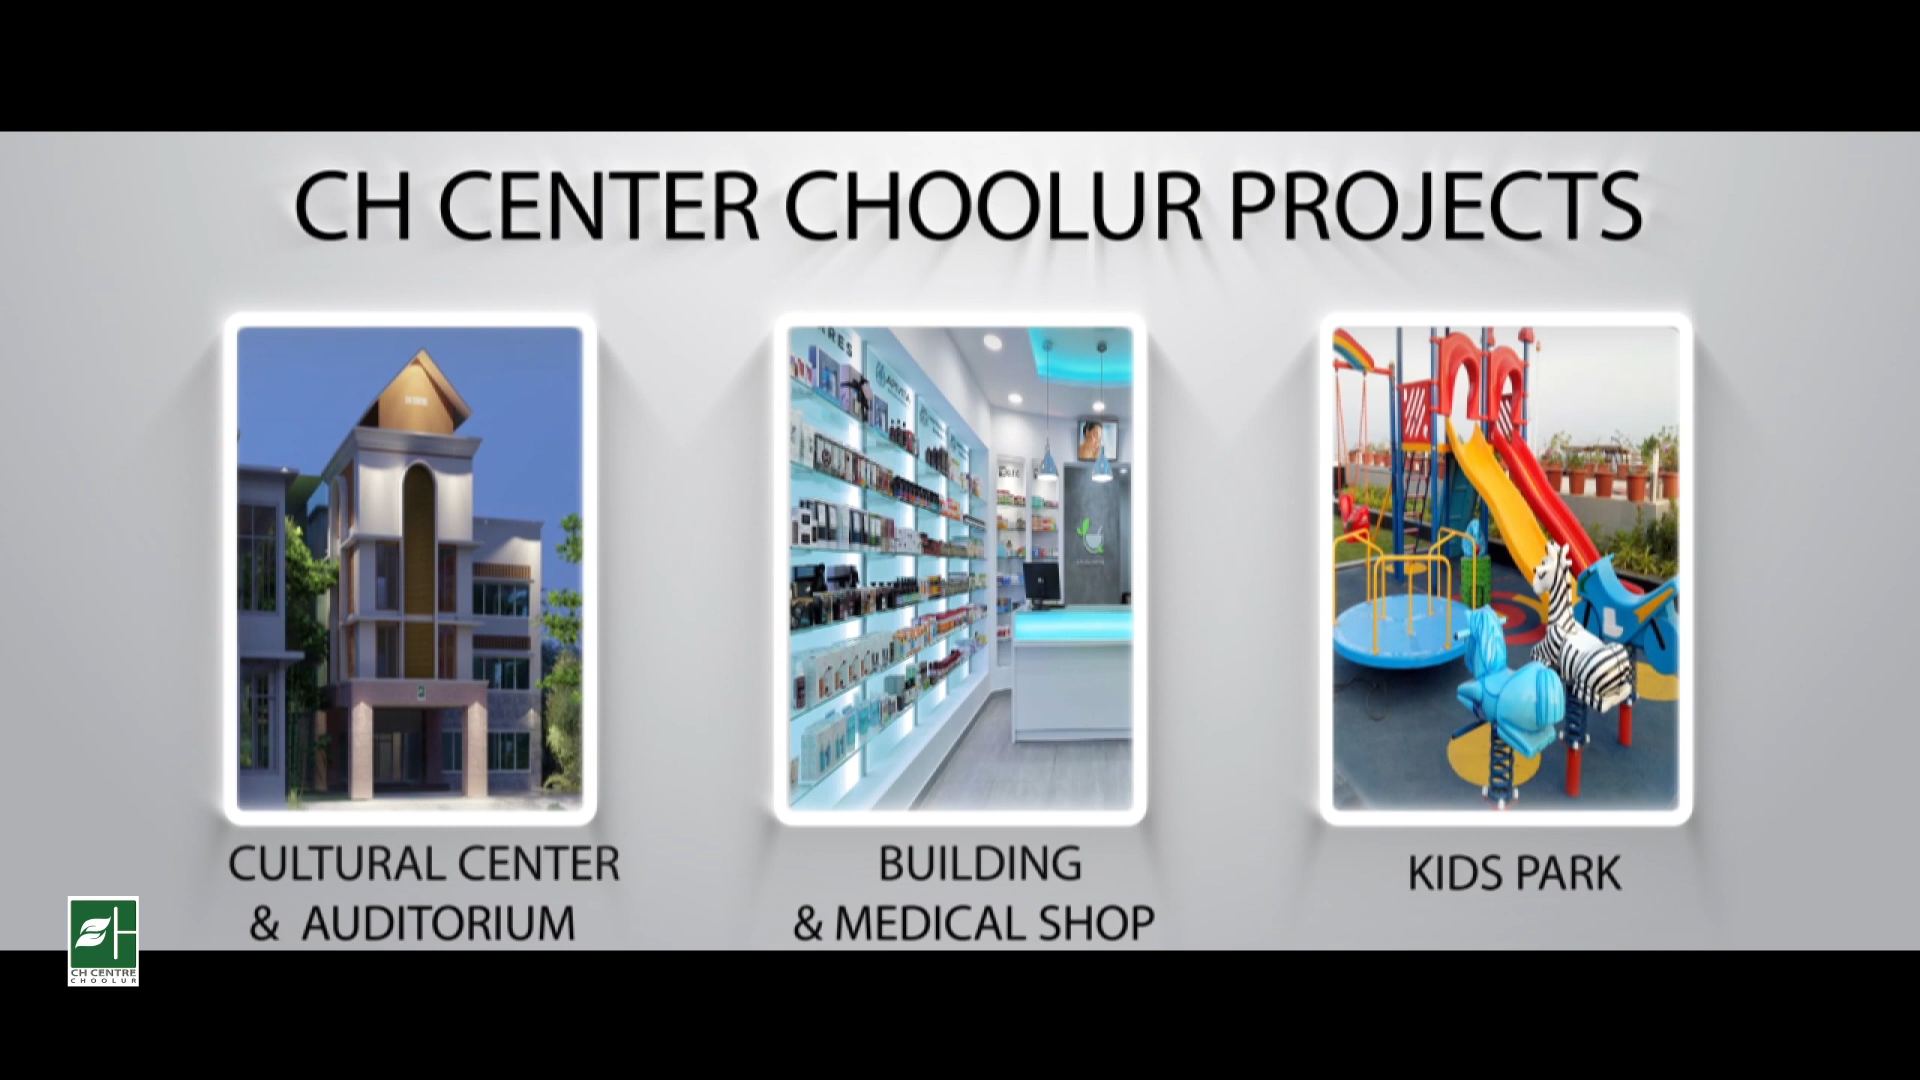 CH CENTER CHOOLUR PROJECTS
CULTURAL CENTER
& AUDITORIUM
BUILDING
& MEDICAL SHOP
KIDS PARK
CH CENTRE
CHOOLUR